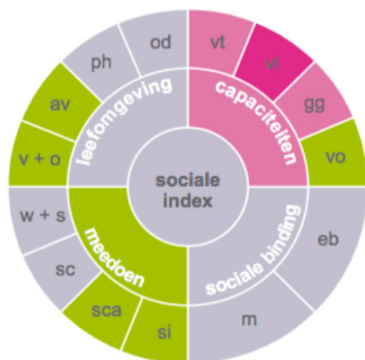 od
vt
ph
vl
av
leefomgeving
capaciteiten
gg
v + o
vo
sociale
index
w + s
eb
meedoen
sociale binding
sc
sca
si
m